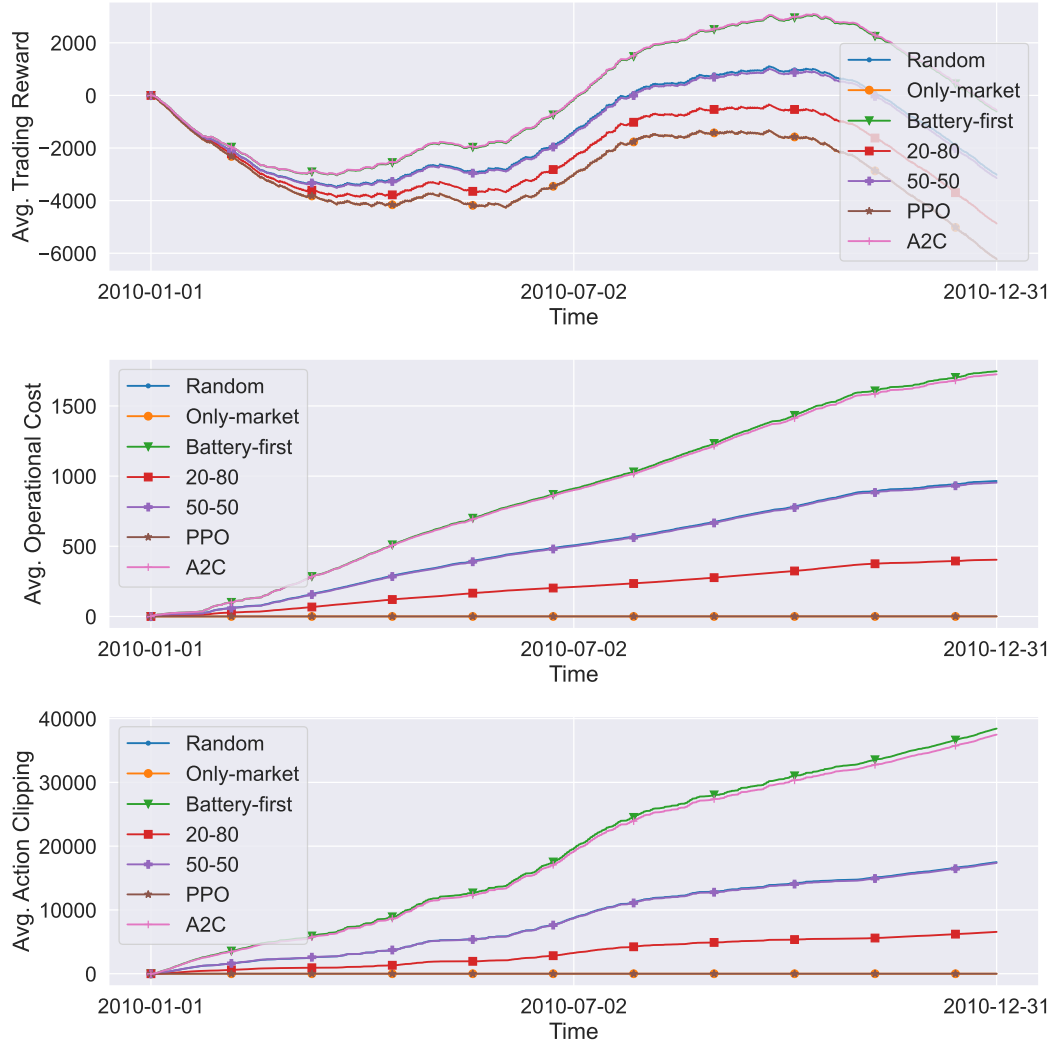 Avg. Trading Reward
2000
0
−2000
−4000
−6000
Random
Only-market
Battery-first
20-80
50-50
PPO
A2C
2010-01-01
2010-07-02
2010-12-31
Time
Avg. Operational Cost
1500
1000
500
0
Random
Only-market
Battery-first
20-80
50-50
PPO
A2C
2010-01-01
2010-07-02
2010-12-31
Time
Avg. Action Clipping
40000
30000
20000
10000
0
Random
Only-market
Battery-first
20-80
50-50
PPO
A2C
2010-01-01
2010-07-02
2010-12-31
Time